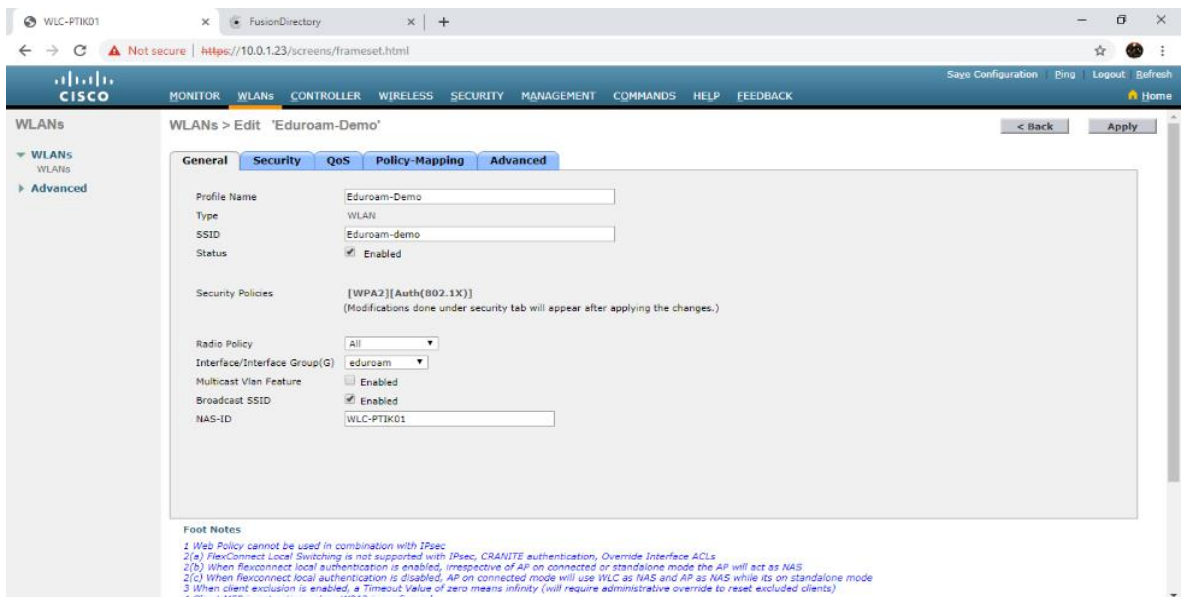 WLC-PTIK01
FusionDirectory
Not secure | https://10.0.1.23/screens/frameset.html
Save Configuration Ping Logout Refresh
CISCO
MONITOR WLANs CONTROLLER WIRELESS SECURITY MANAGEMENT COMMANDS HELP FEEDBACK
Home
WLANs
WLANs > Edit 'Eduroam-Demo'
< Back Apply
WLANs
WLANs
Advanced
General Security QoS Policy-Mapping Advanced
Profile Name Eduroam-Demo
Type WLAN
SSID Eduroam-demo
Status Enabled
Security Policies [WPA2][Auth(802.1X)]
(Modifications done under security tab will appear after applying the changes.)
Radio Policy All
Interface/Interface Group(G) eduroam
Multicast Vlan Feature Enabled
Broadcast SSID Enabled
NAS-ID WLC-PTIK01
Foot Notes
1 Web Policy cannot be used in combination with IPsec
2(a) FlexConnect Local Switching is not supported with IPsec, CRANITE authentication, Override Interface ACLs
2(b) When flexconnect local authentication is enabled, irrespective of AP on connected or standalone mode the AP will act as NAS
2(c) When flexconnect local authentication is disabled, AP on connected mode will use WLC as NAS and AP as NAS while its on standalone mode
3 When client exclusion is enabled, a Timeout Value of zero means infinity (will require administrative override to reset excluded clients)